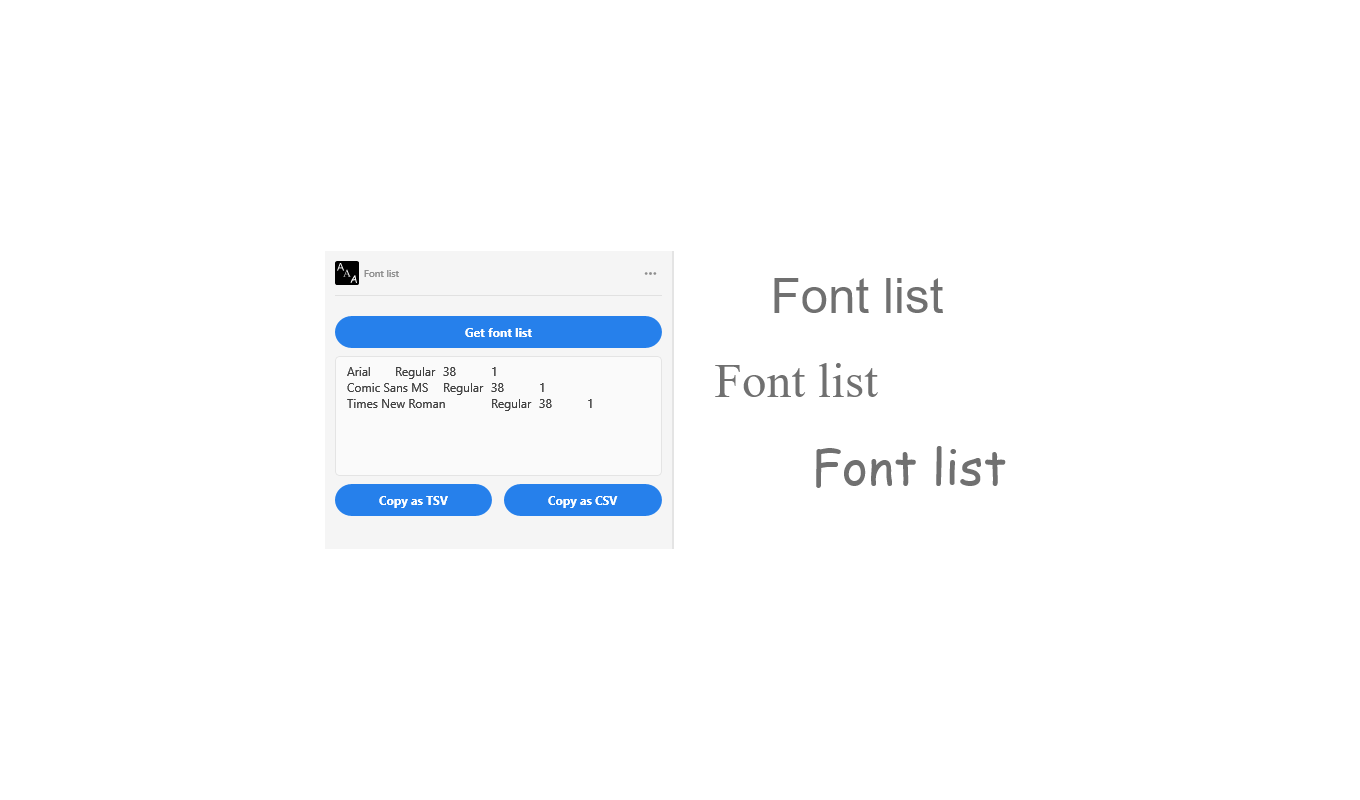 A A A
Font list
Get font list
Arial Regular 38 1
Comic Sans MS Regular 38 1
Times New Roman Regular 38 1
Copy as TSV Copy as CSV
Font list
Font list
Font list